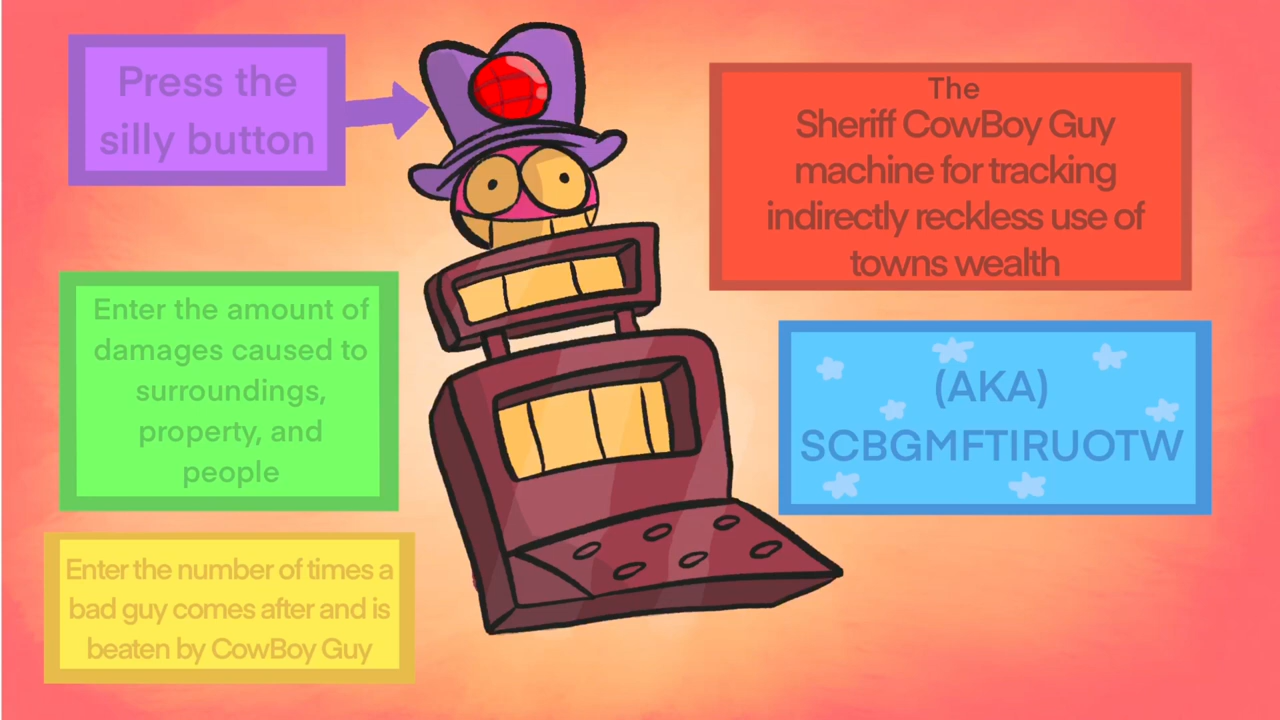 Press the
silly button
Enter the amount of
damages caused to
surroundings,
property, and
people
Enter the number of times a
bad guy comes after and is
beaten by CowBoy Guy
The
Sheriff CowBoy Guy
machine for tracking
indirectly reckless use of
towns wealth
(AKA)
SCBGMFTIRUOTW